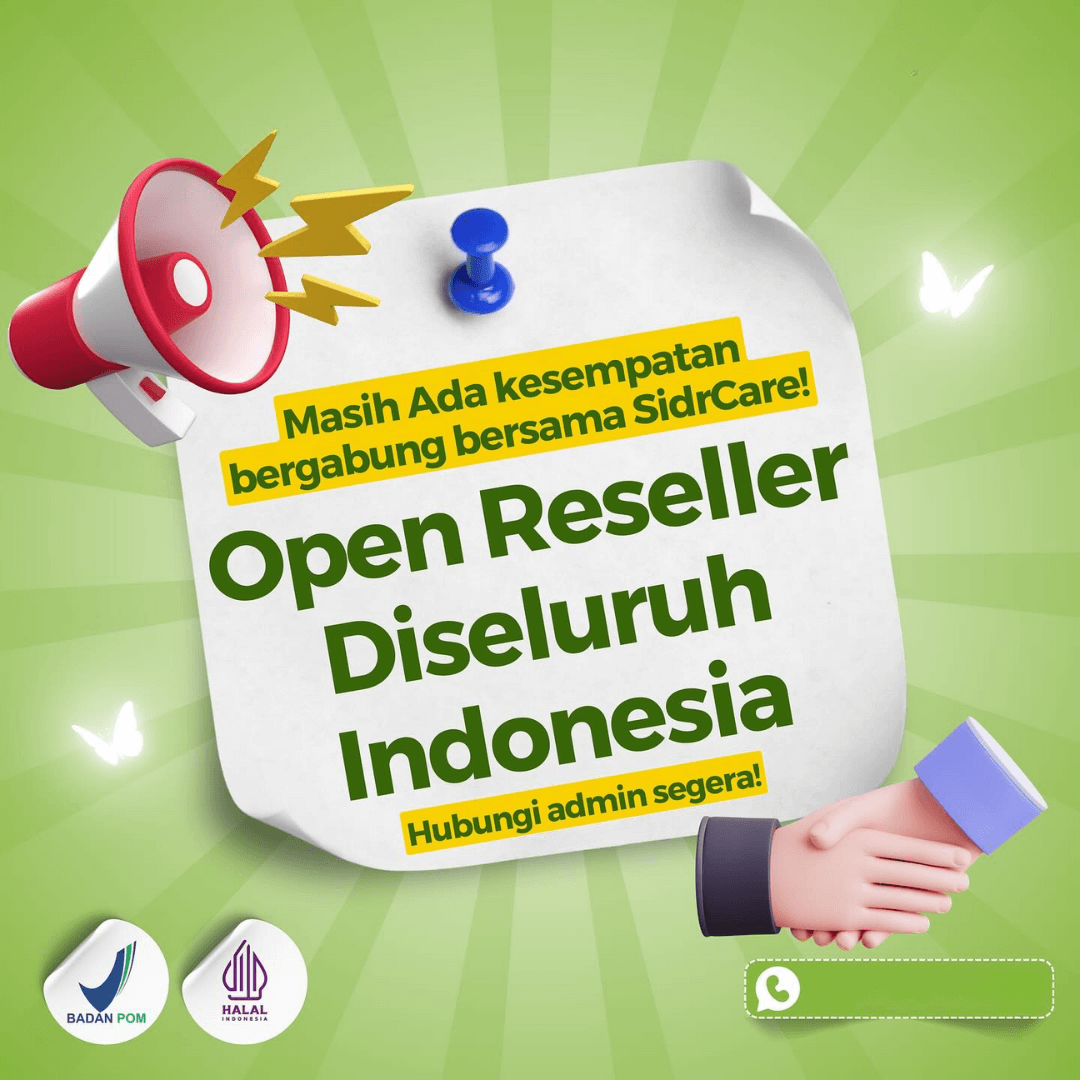 Masih Ada kesempatan
bergabung bersama SidrCare!
Open Reseller
Diseluruh
Indonesia
Hubungi admin segera!
BADAN POM
HALAL
INDONESIA